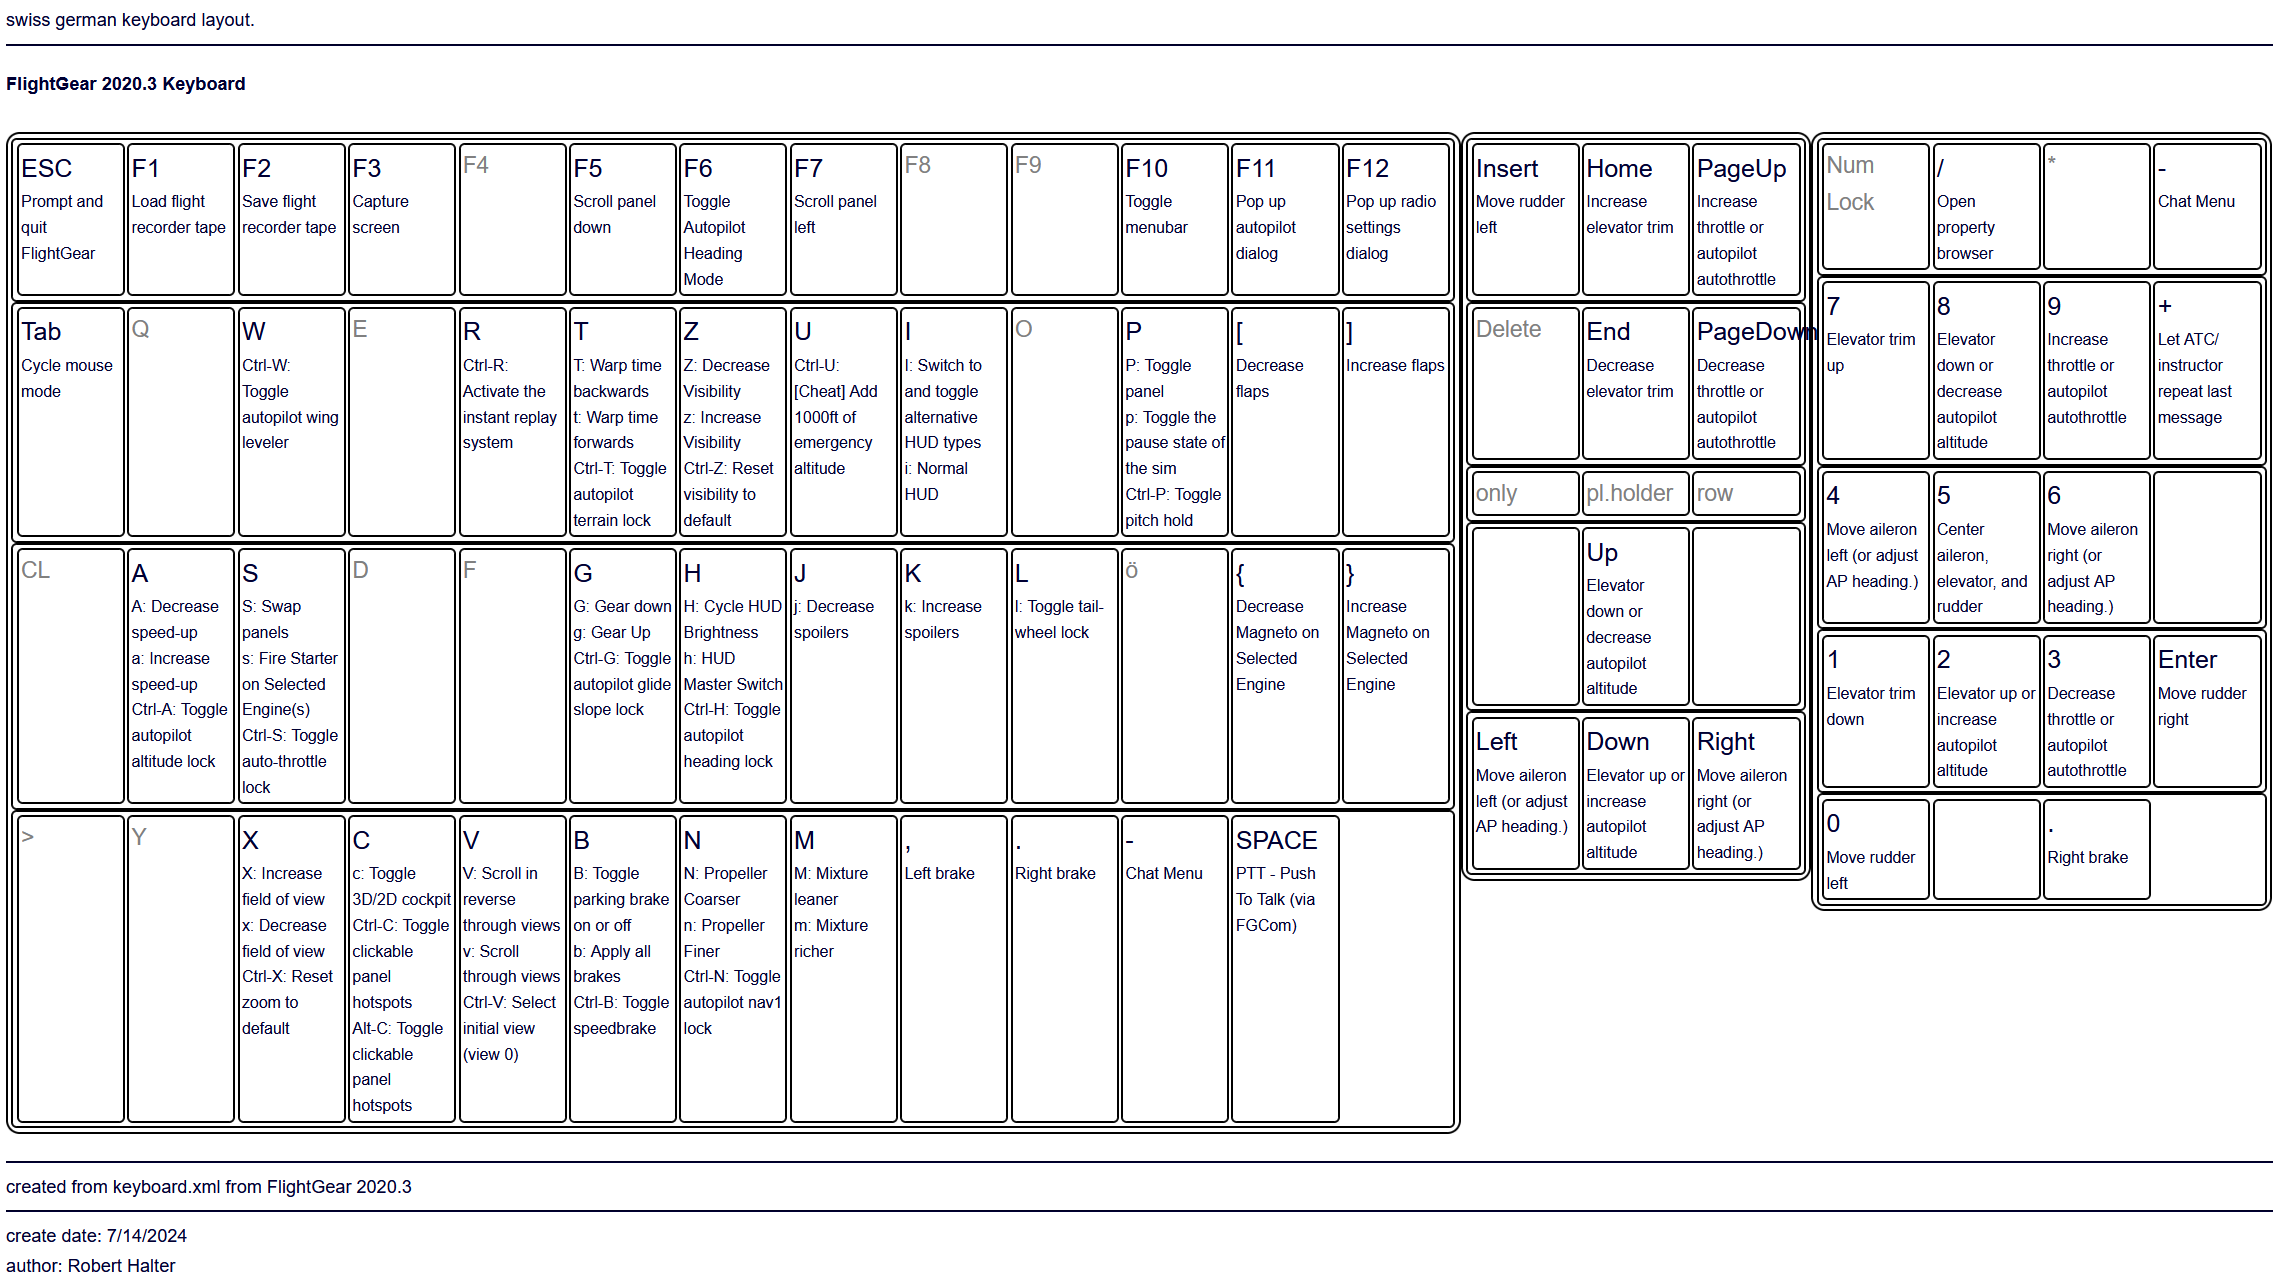 swiss german keyboard layout.
FlightGear 2020.3 Keyboard
ESC
Prompt and
quit
FlightGear
F1
Load flight
recorder tape
F2
Save flight
recorder tape
F3
Capture
screen
F4
F5
Scroll panel
down
F6
Toggle
Autopilot
Heading
Mode
F7
Scroll panel
left
F8
F9
F10
Toggle
menubar
F11
Pop up
autopilot
dialog
F12
Pop up radio
settings
dialog
Tab
Cycle mouse
mode
Q
W
Ctrl-W:
Toggle
autopilot wing
leveler
E
R
Ctrl-R:
Activate the
instant replay
system
T
T: Warp time
backwards
t: Warp time
forwards
Ctrl-T: Toggle
autopilot
terrain lock
Z
Z: Decrease
Visibility
z: Increase
Visibility
Ctrl-Z: Reset
visibility to
default
U
Ctrl-U:
[Cheat] Add
1000ft of
emergency
altitude
I
I: Switch to
and toggle
alternative
HUD types
i: Normal
HUD
O
P
P: Toggle
panel
p: Toggle the
pause state of
the sim
Ctrl-P: Toggle
pitch hold
[
Decrease
flaps
]
Increase flaps
CL
A
A: Decrease
speed-up
a: Increase
speed-up
Ctrl-A: Toggle
autopilot
altitude lock
S
S: Swap
panels
s: Fire Starter
on Selected
Engine(s)
Ctrl-S: Toggle
auto-throttle
lock
D
F
G
G: Gear down
g: Gear Up
Ctrl-G: Toggle
autopilot glide
slope lock
H
H: Cycle HUD
Brightness
h: HUD
Master Switch
Ctrl-H: Toggle
autopilot
heading lock
J
j: Decrease
spoilers
K
k: Increase
spoilers
L
l: Toggle tail-
wheel lock
ö
{
Decrease
Magneto on
Selected
Engine
}
Increase
Magneto on
Selected
Engine
>
Y
X
X: Increase
field of view
x: Decrease
field of view
Ctrl-X: Reset
zoom to
default
C
c: Toggle
3D/2D cockpit
Ctrl-C: Toggle
clickable
panel
hotspots
Alt-C: Toggle
clickable
panel
hotspots
V
V: Scroll in
reverse
through views
v: Scroll
through views
Ctrl-V: Select
initial view
(view 0)
B
B: Toggle
parking brake
on or off
b: Apply all
brakes
Ctrl-B: Toggle
speedbrake
N
N: Propeller
Coarser
n: Propeller
Finer
Ctrl-N: Toggle
autopilot nav1
lock
M
M: Mixture
leaner
m: Mixture
richer
,
Left brake
.
Right brake
-
Chat Menu
SPACE
PTT - Push
To Talk (via
FGCom)
Insert
Move rudder
left
Home
Increase
elevator trim
PageUp
Increase
throttle or
autopilot
autothrottle
Delete
End
Decrease
elevator trim
PageDown
Decrease
throttle or
autopilot
autothrottle
only
pl.holder
row
Up
Elevator
down or
decrease
autopilot
altitude
Left
Move aileron
left (or adjust
AP heading.)
Down
Elevator up or
increase
autopilot
altitude
Right
Move aileron
right (or
adjust AP
heading.)
Num
Lock
/
Open
property
browser
*
-
Chat Menu
7
Elevator trim
up
8
Elevator
down or
decrease
autopilot
altitude
9
Increase
throttle or
autopilot
autothrottle
+
Let ATC/
instructor
repeat last
message
4
Move aileron
left (or adjust
AP heading.)
5
Center
aileron,
elevator, and
rudder
6
Move aileron
right (or
adjust AP
heading.)
1
Elevator trim
down
2
Elevator up or
increase
autopilot
altitude
3
Decrease
throttle or
autopilot
autothrottle
Enter
Move rudder
right
0
Move rudder
left
.
Right brake
created from keyboard.xml from FlightGear 2020.3
create date: 7/14/2024
author: Robert Halter